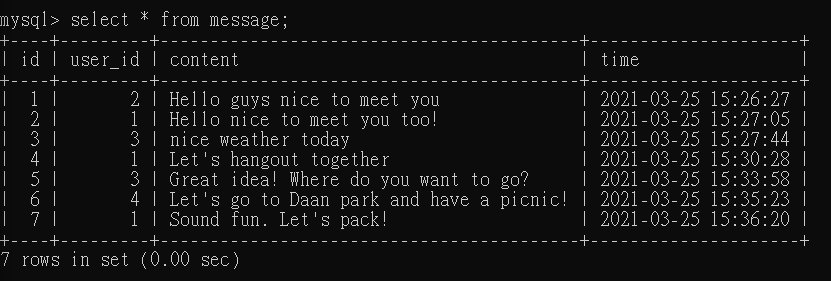 mysql> select * from message;
+----+---------+------------------------------------------+---------------------+
| id | user_id | content                                  | time                |
+----+---------+------------------------------------------+---------------------+
|  1 |       2 | Hello guys nice to meet you              | 2021-03-25 15:26:27 |
|  2 |       1 | Hello nice to meet you too!              | 2021-03-25 15:27:05 |
|  3 |       3 | nice weather today                       | 2021-03-25 15:27:44 |
|  4 |       1 | Let's hangout together                   | 2021-03-25 15:30:28 |
|  5 |       3 | Great idea! Where do you want to go?     | 2021-03-25 15:33:58 |
|  6 |       4 | Let's go to Daan park and have a picnic! | 2021-03-25 15:35:23 |
|  7 |       1 | Sound fun. Let's pack!                   | 2021-03-25 15:36:20 |
+----+---------+------------------------------------------+---------------------+
7 rows in set (0.00 sec)